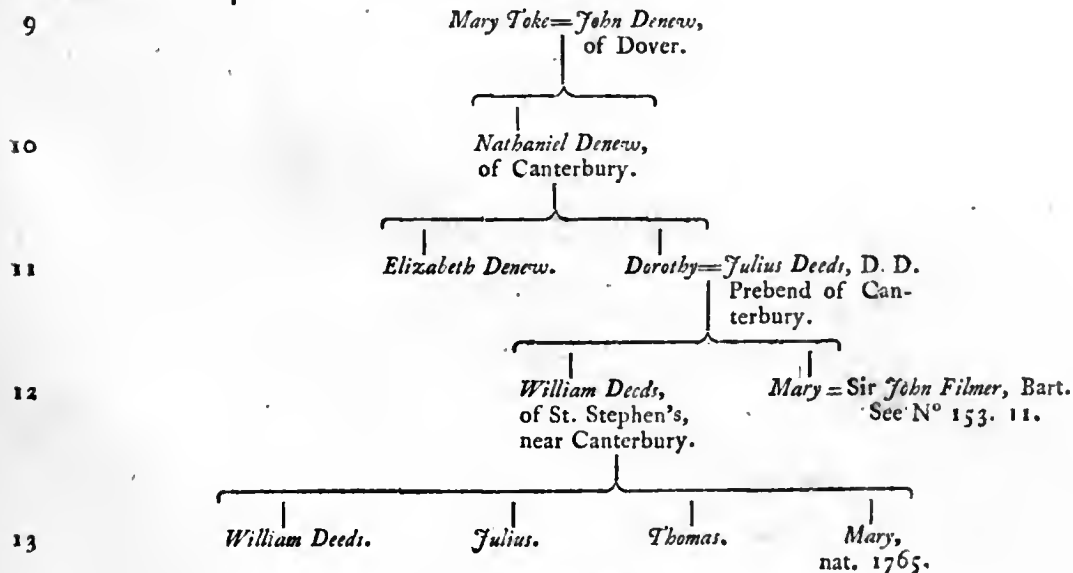 9 Mary Toke=John Denew,
of Dover.
10 Nathaniel Denew,
of Canterbury.
11 Elizabeth Denew. Dorothy=Julius Deeds, D. D.
Prebend of Can-
terbury.
12 William Deeds, Mary=Sir John Filmer, Bart.
of St. Stephen's, See N° 153. 11.
near Canterbury.
13 William Deeds. Julius. Thomas. Mary,
nat. 1765.